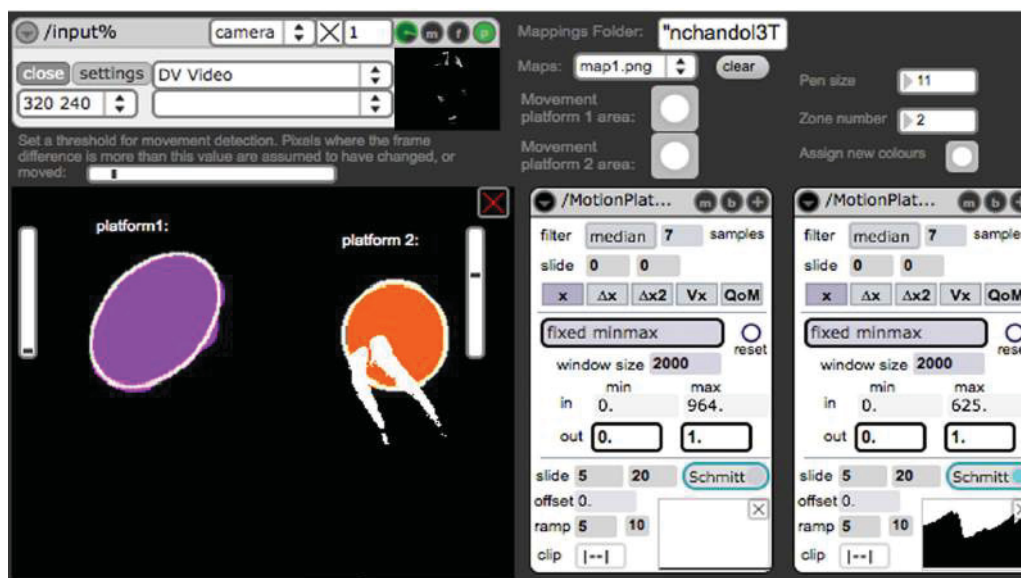 /input%
camera
1
m
f
p
close
settings
DV Video
320 240
Set a threshold for movement detection. Pixels where the frame
difference is more than this value are assumed to have changed, or
moved:
Mappings Folder:
"nchandol3T
Maps:
map1.png
clear
Movement
platform 1 area:
Movement
platform 2 area:
Pen size
11
Zone number
2
Assign new colours
platform1:
platform 2:
/MotionPlat...
m b +
filter median 7 samples
slide 0 0
x Δx Δx2 Vx QoM
fixed minmax
reset
window size 2000
min max
in 0. 964.
out 0. 1.
slide 5 20 Schmitt
offset 0.
ramp 5 10
clip |--|
/MotionPlat...
m b
filter median 7 sample
slide 0 0
x Δx Δx2 Vx QoM
fixed minmax
rese
window size 2000
min max
in 0. 625.
out 0. 1.
slide 5 20 Schmitt
offset 0.
ramp 5 10
clip |--|